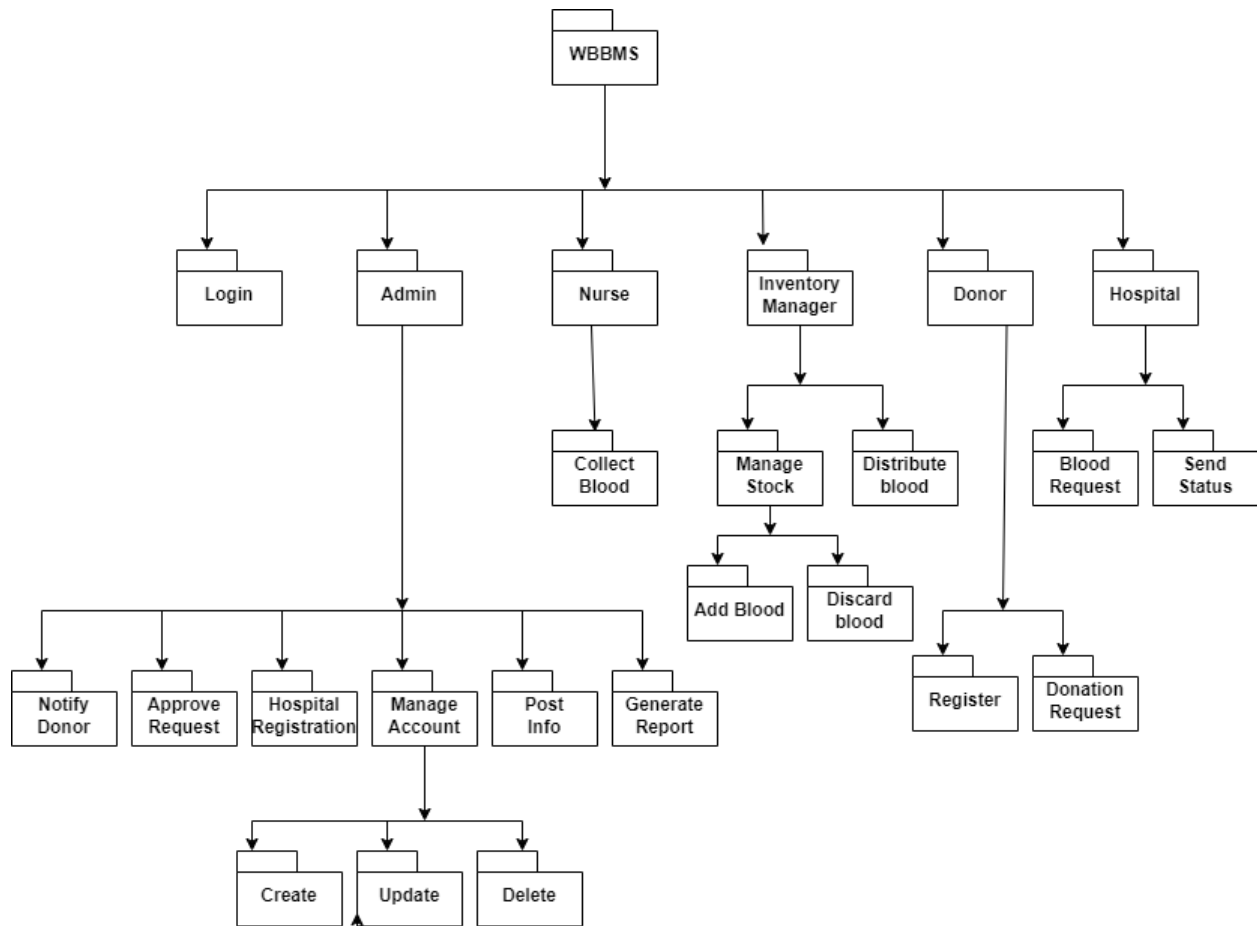 WBBMS
Login
Admin
Nurse
Inventory
Manager
Donor
Hospital
Collect
Blood
Manage
Stock
Distribute
blood
Blood
Request
Send
Status
Add Blood
Discard
blood
Notify
Donor
Approve
Request
Hospital
Registration
Manage
Account
Post
Info
Generate
Report
Register
Donation
Request
Create
Update
Delete